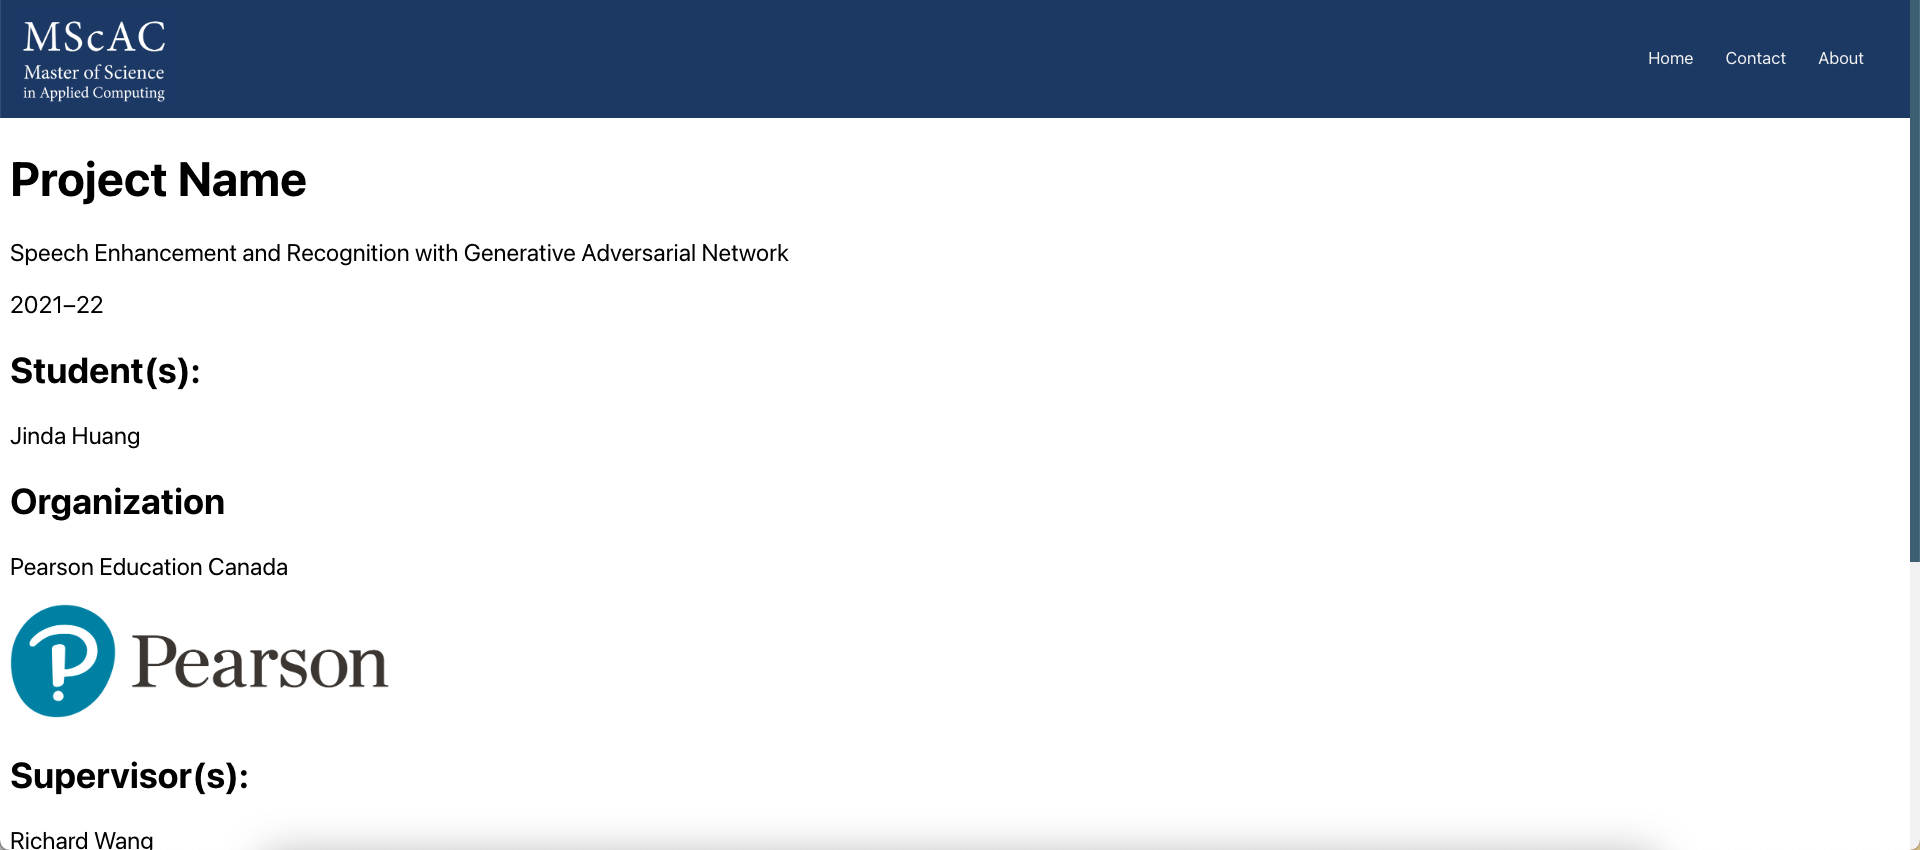 MScAC
Master of Science
in Applied Computing
Home
Contact
About
Project Name
Speech Enhancement and Recognition with Generative Adversarial Network
2021–22
Student(s):
Jinda Huang
Organization
Pearson Education Canada
Pearson
Supervisor(s):
Richard Wang